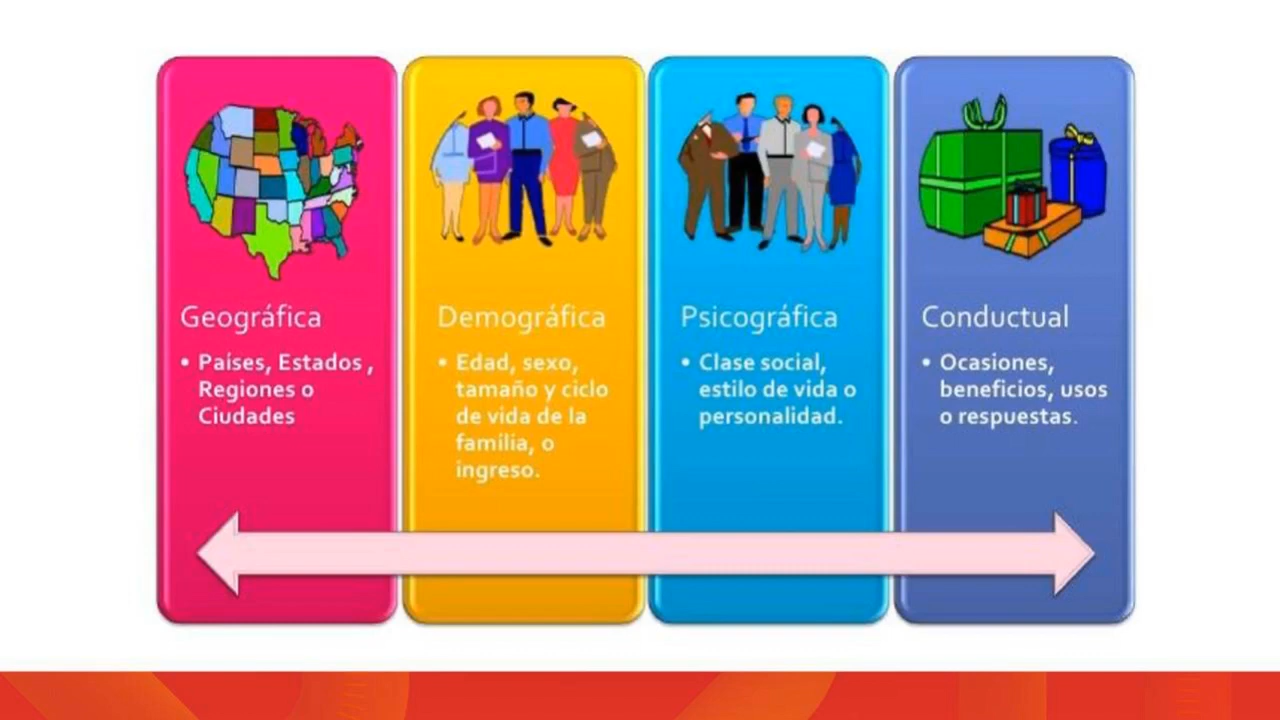 Geográfica
• Países, Estados ,
Regiones o
Ciudades
Demográfica
• Edad, sexo,
tamaño y ciclo
de vida de la
familia, o
ingreso.
Psicográfica
• Clase social,
estilo de vida o
personalidad.
Conductual
• Ocasiones,
beneficios, usos
o respuestas.